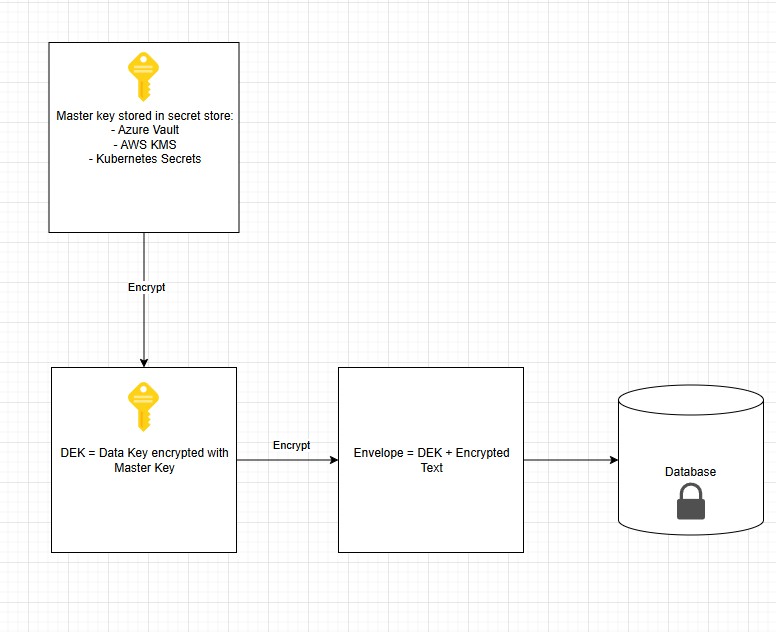 Master key stored in secret store:
- Azure Vault
- AWS KMS
- Kubernetes Secrets
Encrypt
DEK = Data Key encrypted with
Master Key
Encrypt
Envelope = DEK + Encrypted
Text
Database